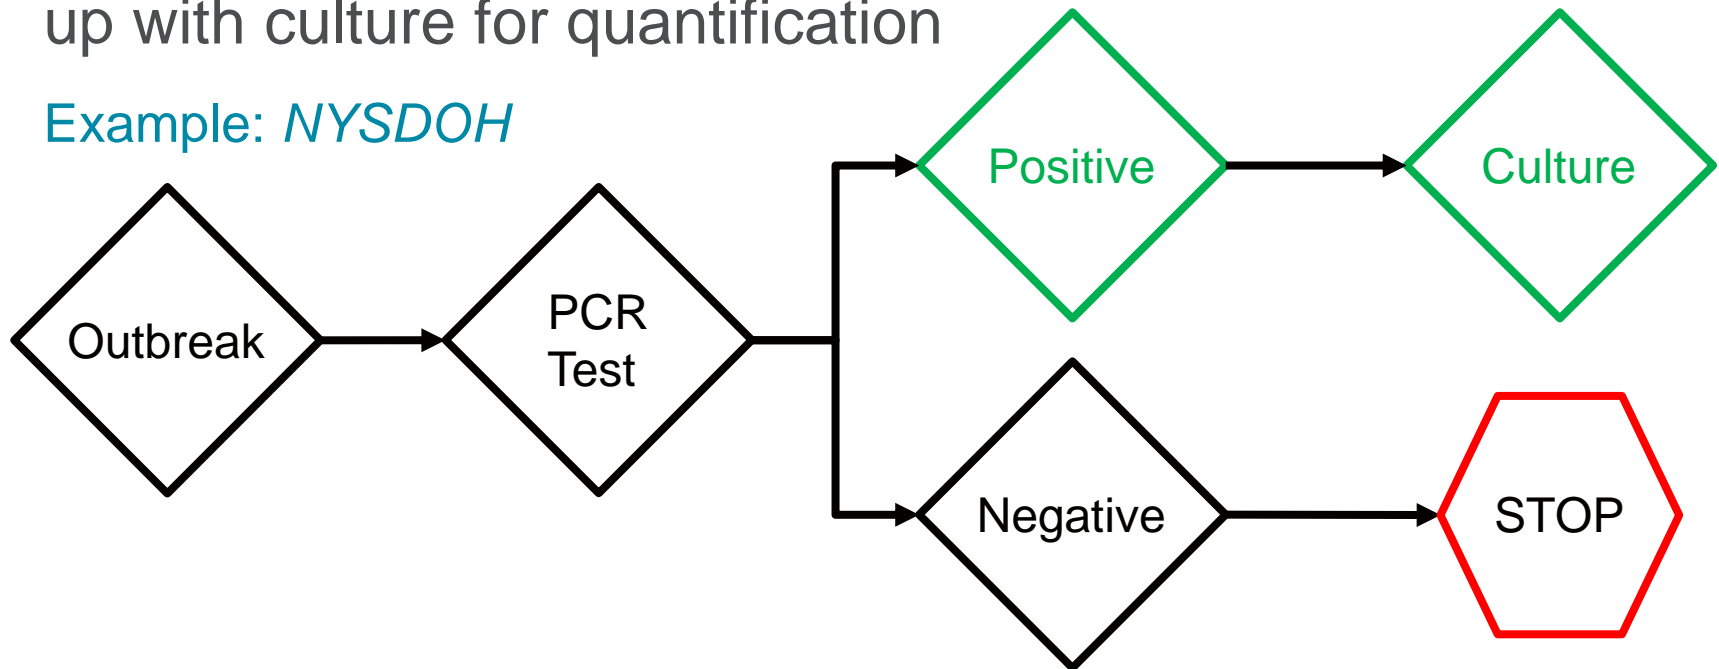 up with culture for quantification
Example: NYSDOH
Positive
Culture
Outbreak
PCR
Test
Negative
STOP